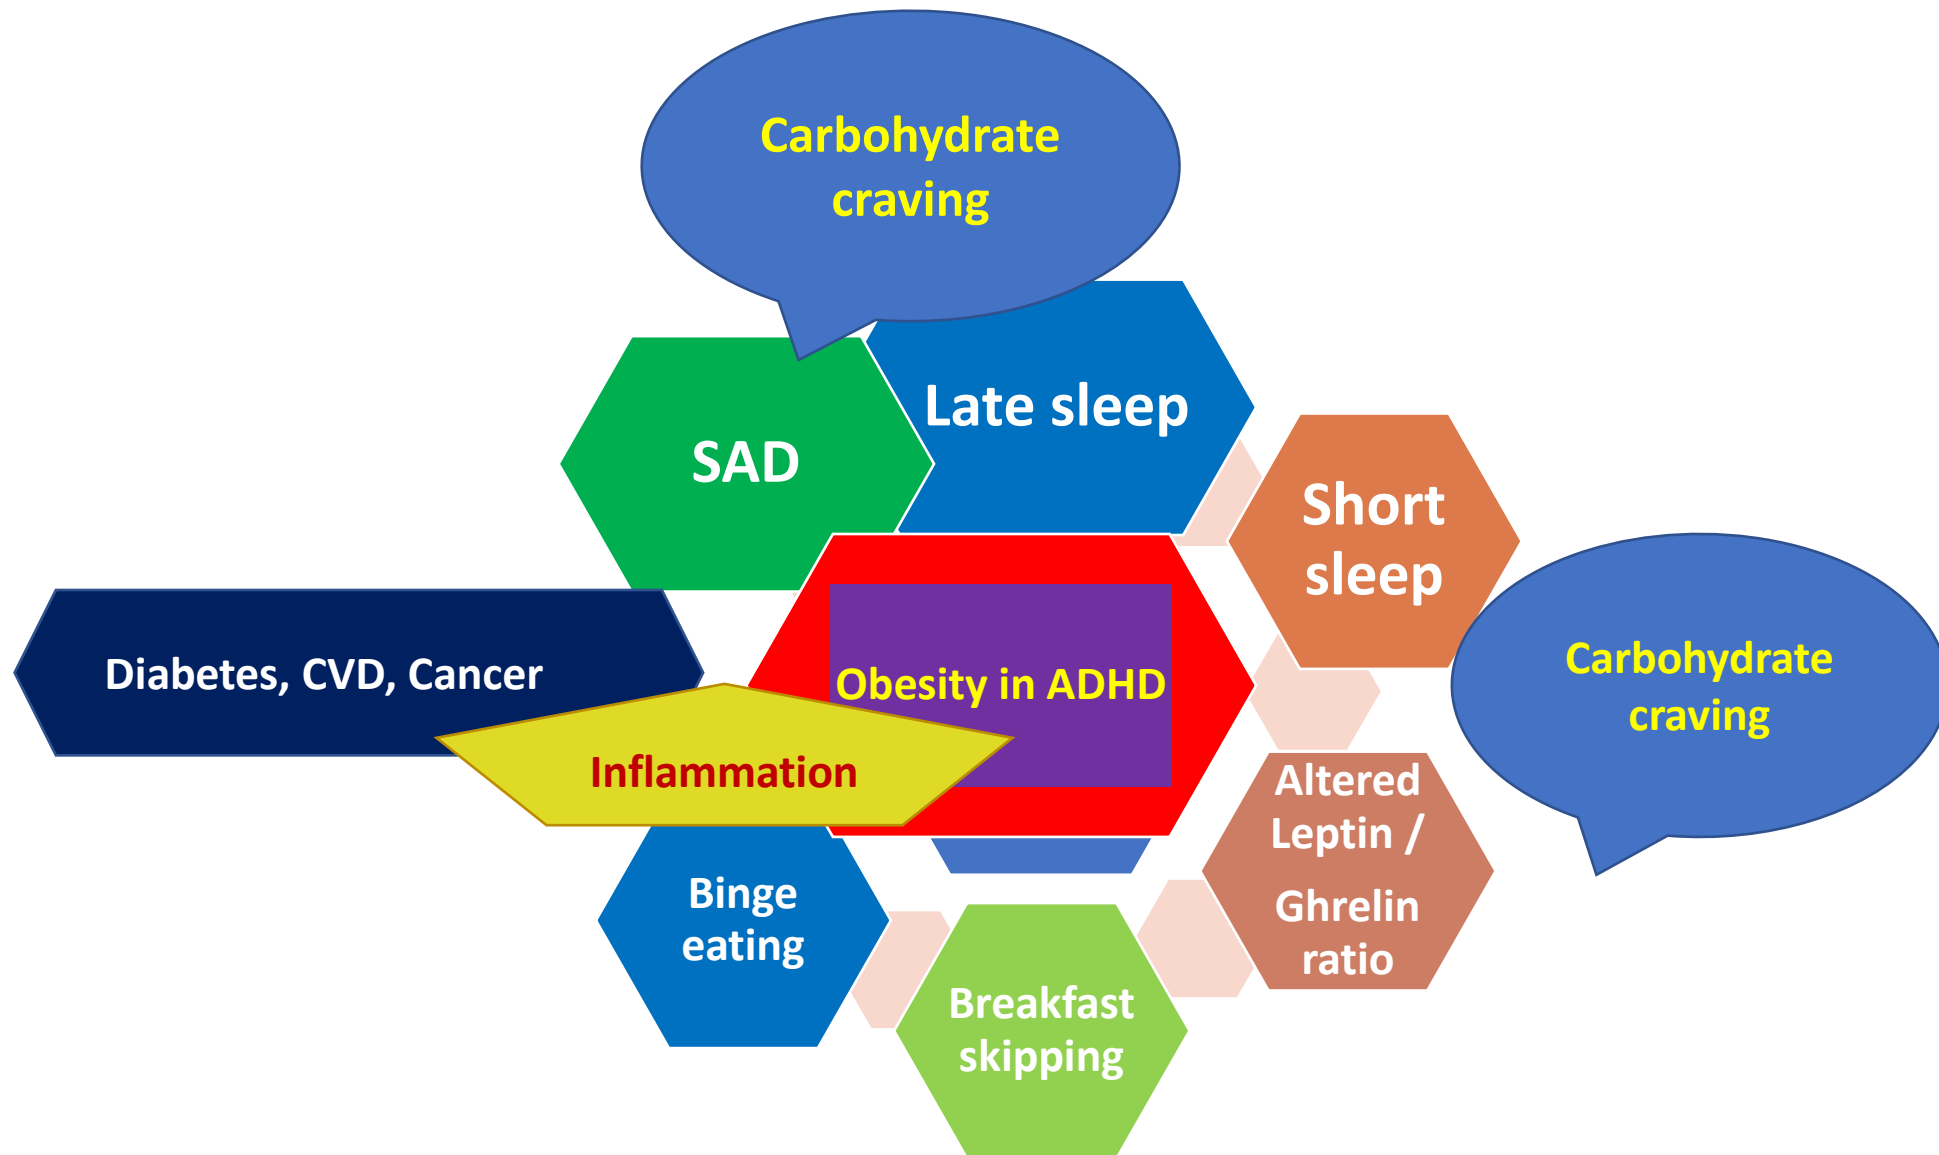 Carbohydrate
craving
Late sleep
SAD
Short
sleep
Carbohydrate
craving
Diabetes, CVD, Cancer
Obesity in ADHD
Inflammation
Altered
Leptin /
Ghrelin
ratio
Binge
eating
Breakfast
skipping